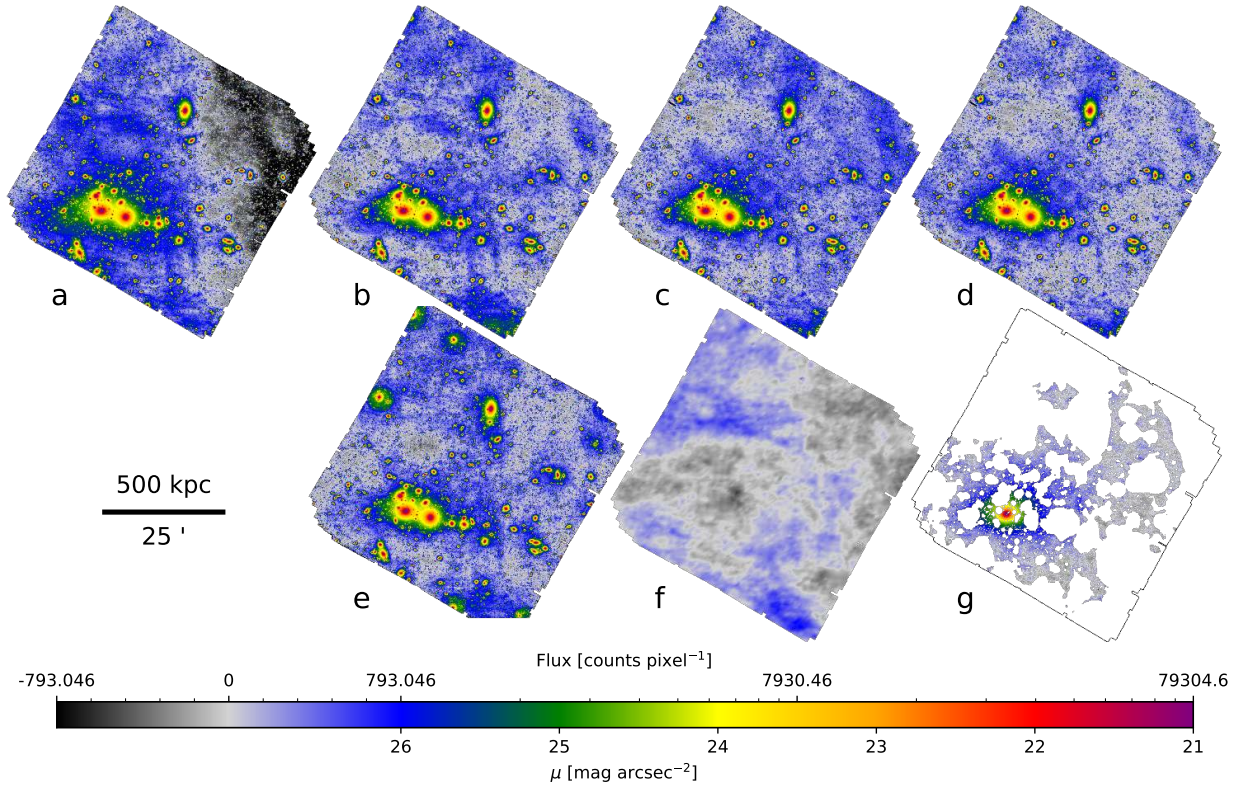 a
b
c
d
e
f
g
500 kpc
25 '
Flux [counts pixel⁻¹]
-793.046 0 793.046 7930.46 79304.6
26 25 24 23 22 21
μ [mag arcsec⁻²]